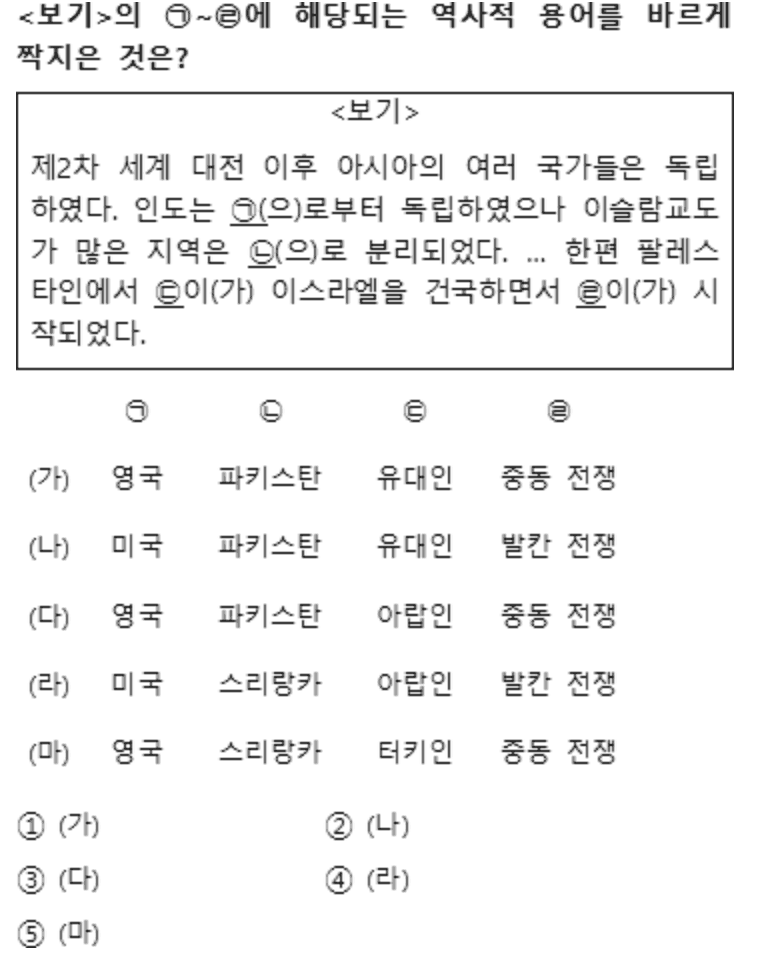 <보기>의 ㉠~㉣에 해당되는 역사적 용어를 바르게
짝지은 것은?
<보기>
제2차 세계 대전 이후 아시아의 여러 국가들은 독립
하였다. 인도는 ㉠(으)로부터 독립하였으나 이슬람교도
가 많은 지역은 ㉡(으)로 분리되었다. ... 한편 팔레스
타인에서 ㉢이(가) 이스라엘을 건국하면서 ㉣이(가) 시
작되었다.
㉠ ㉡ ㉢ ㉣
(가) 영국 파키스탄 유대인 중동 전쟁
(나) 미국 파키스탄 유대인 발칸 전쟁
(다) 영국 파키스탄 아랍인 중동 전쟁
(라) 미국 스리랑카 아랍인 발칸 전쟁
(마) 영국 스리랑카 터키인 중동 전쟁
① (가) ② (나)
③ (다) ④ (라)
⑤ (마)